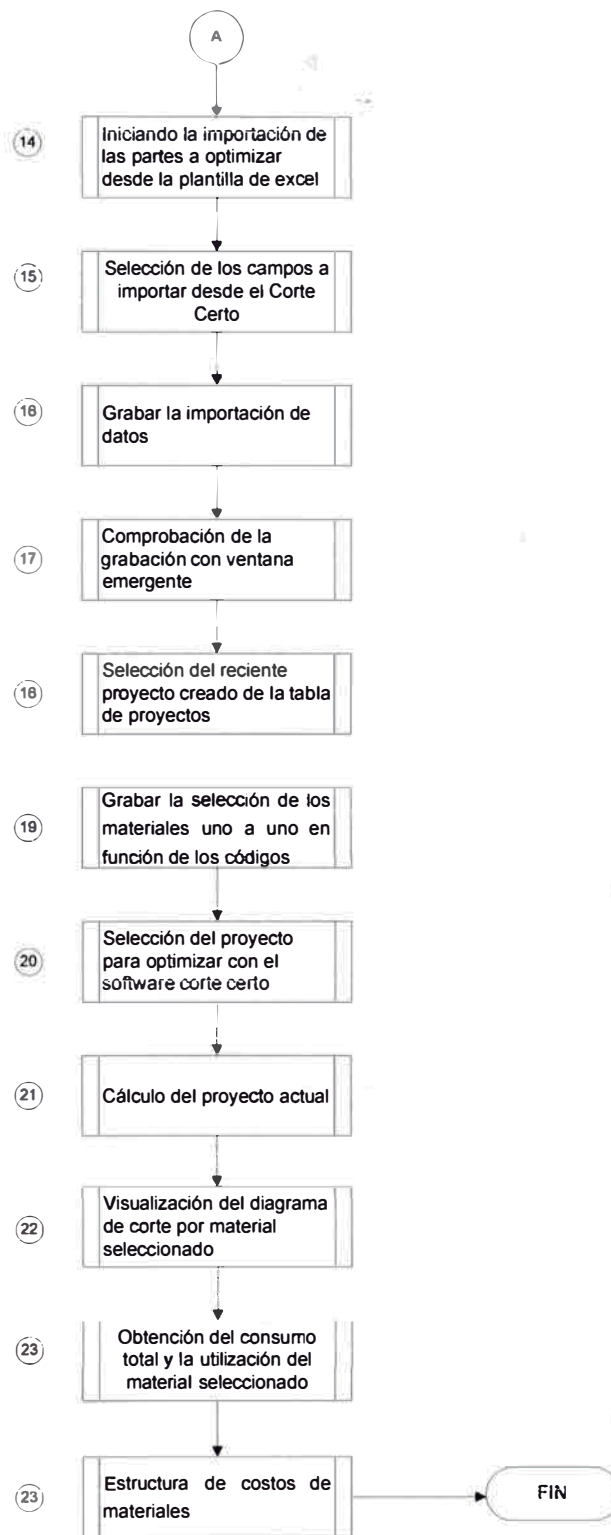 A
14
Iniciando la importación de
las partes a optimizar
desde la plantilla de excel
15
Selección de los campos a
importar desde el Corte
Certo
16
Grabar la importación de
datos
17
Comprobación de la
grabación con ventana
emergente
18
Selección del reciente
proyecto creado de la tabla
de proyectos
19
Grabar la selección de los
materiales uno a uno en
función de los códigos
20
Selección del proyecto
para optimizar con el
software corte certo
21
Cálculo del proyecto actual
22
Visualización del diagrama
de corte por material
seleccionado
23
Obtención del consumo
total y la utilización del
material seleccionado
23
Estructura de costos de
materiales
FIN